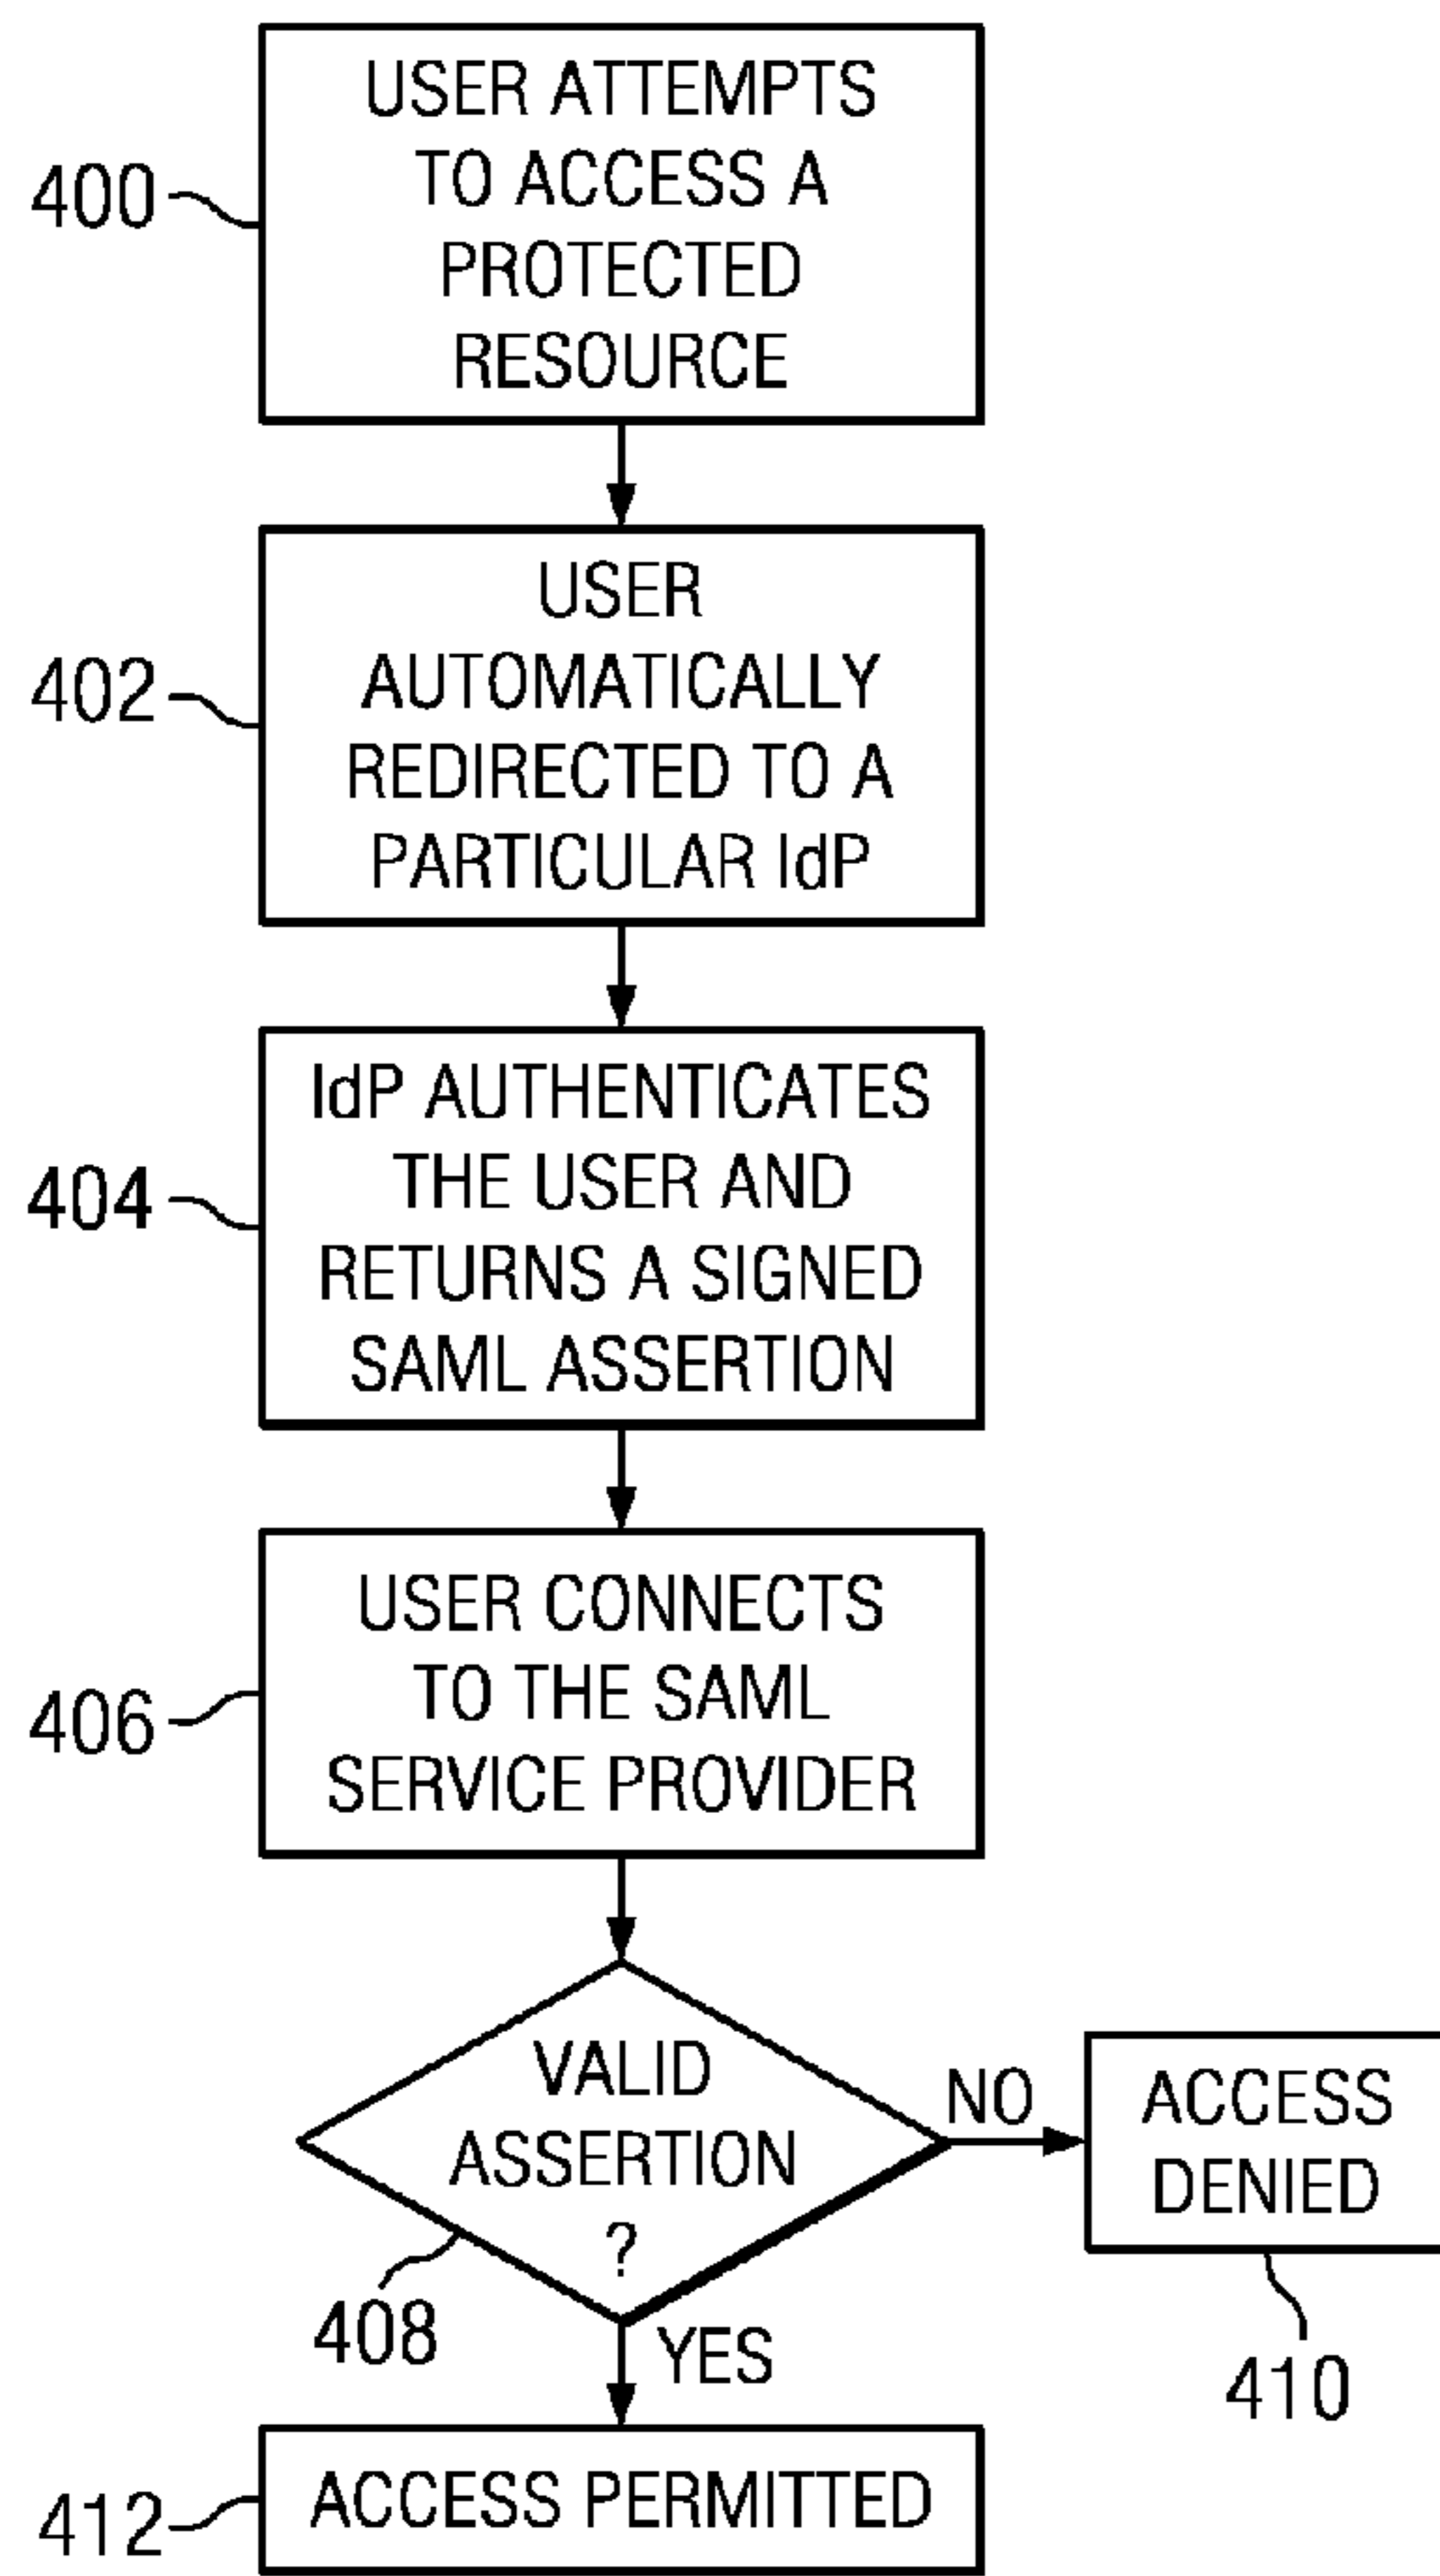 USER ATTEMPTS
TO ACCESS A
PROTECTED
RESOURCE
400
USER
AUTOMATICALLY
REDIRECTED TO A
PARTICULAR IdP
402
IdP AUTHENTICATES
THE USER AND
RETURNS A SIGNED
SAML ASSERTION
404
USER CONNECTS
TO THE SAML
SERVICE PROVIDER
406
VALID
ASSERTION
?
408
NO
ACCESS
DENIED
410
YES
ACCESS PERMITTED
412